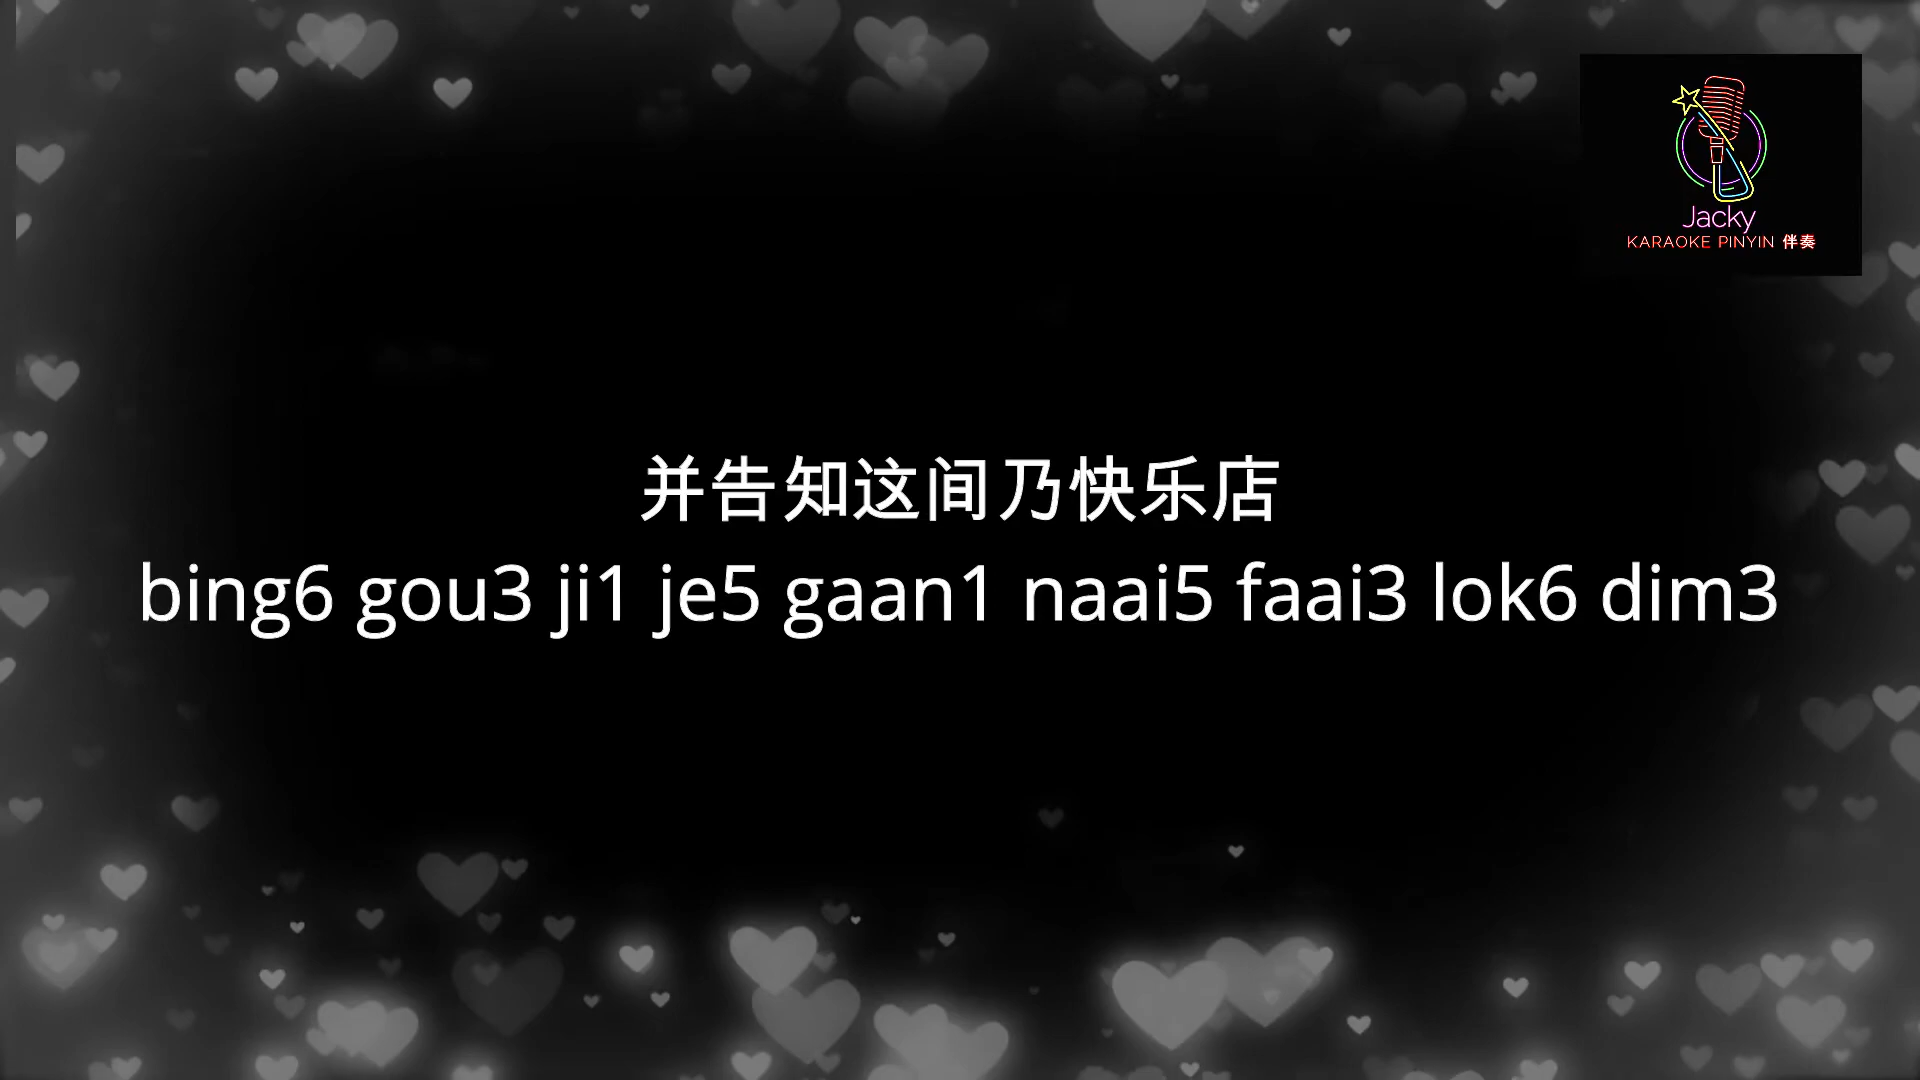 Jacky
KARAOKE PINYIN 伴奏
并告知这间乃快乐店
bing6 gou3 ji1 je5 gaan1 naai5 faai3 lok6 dim3